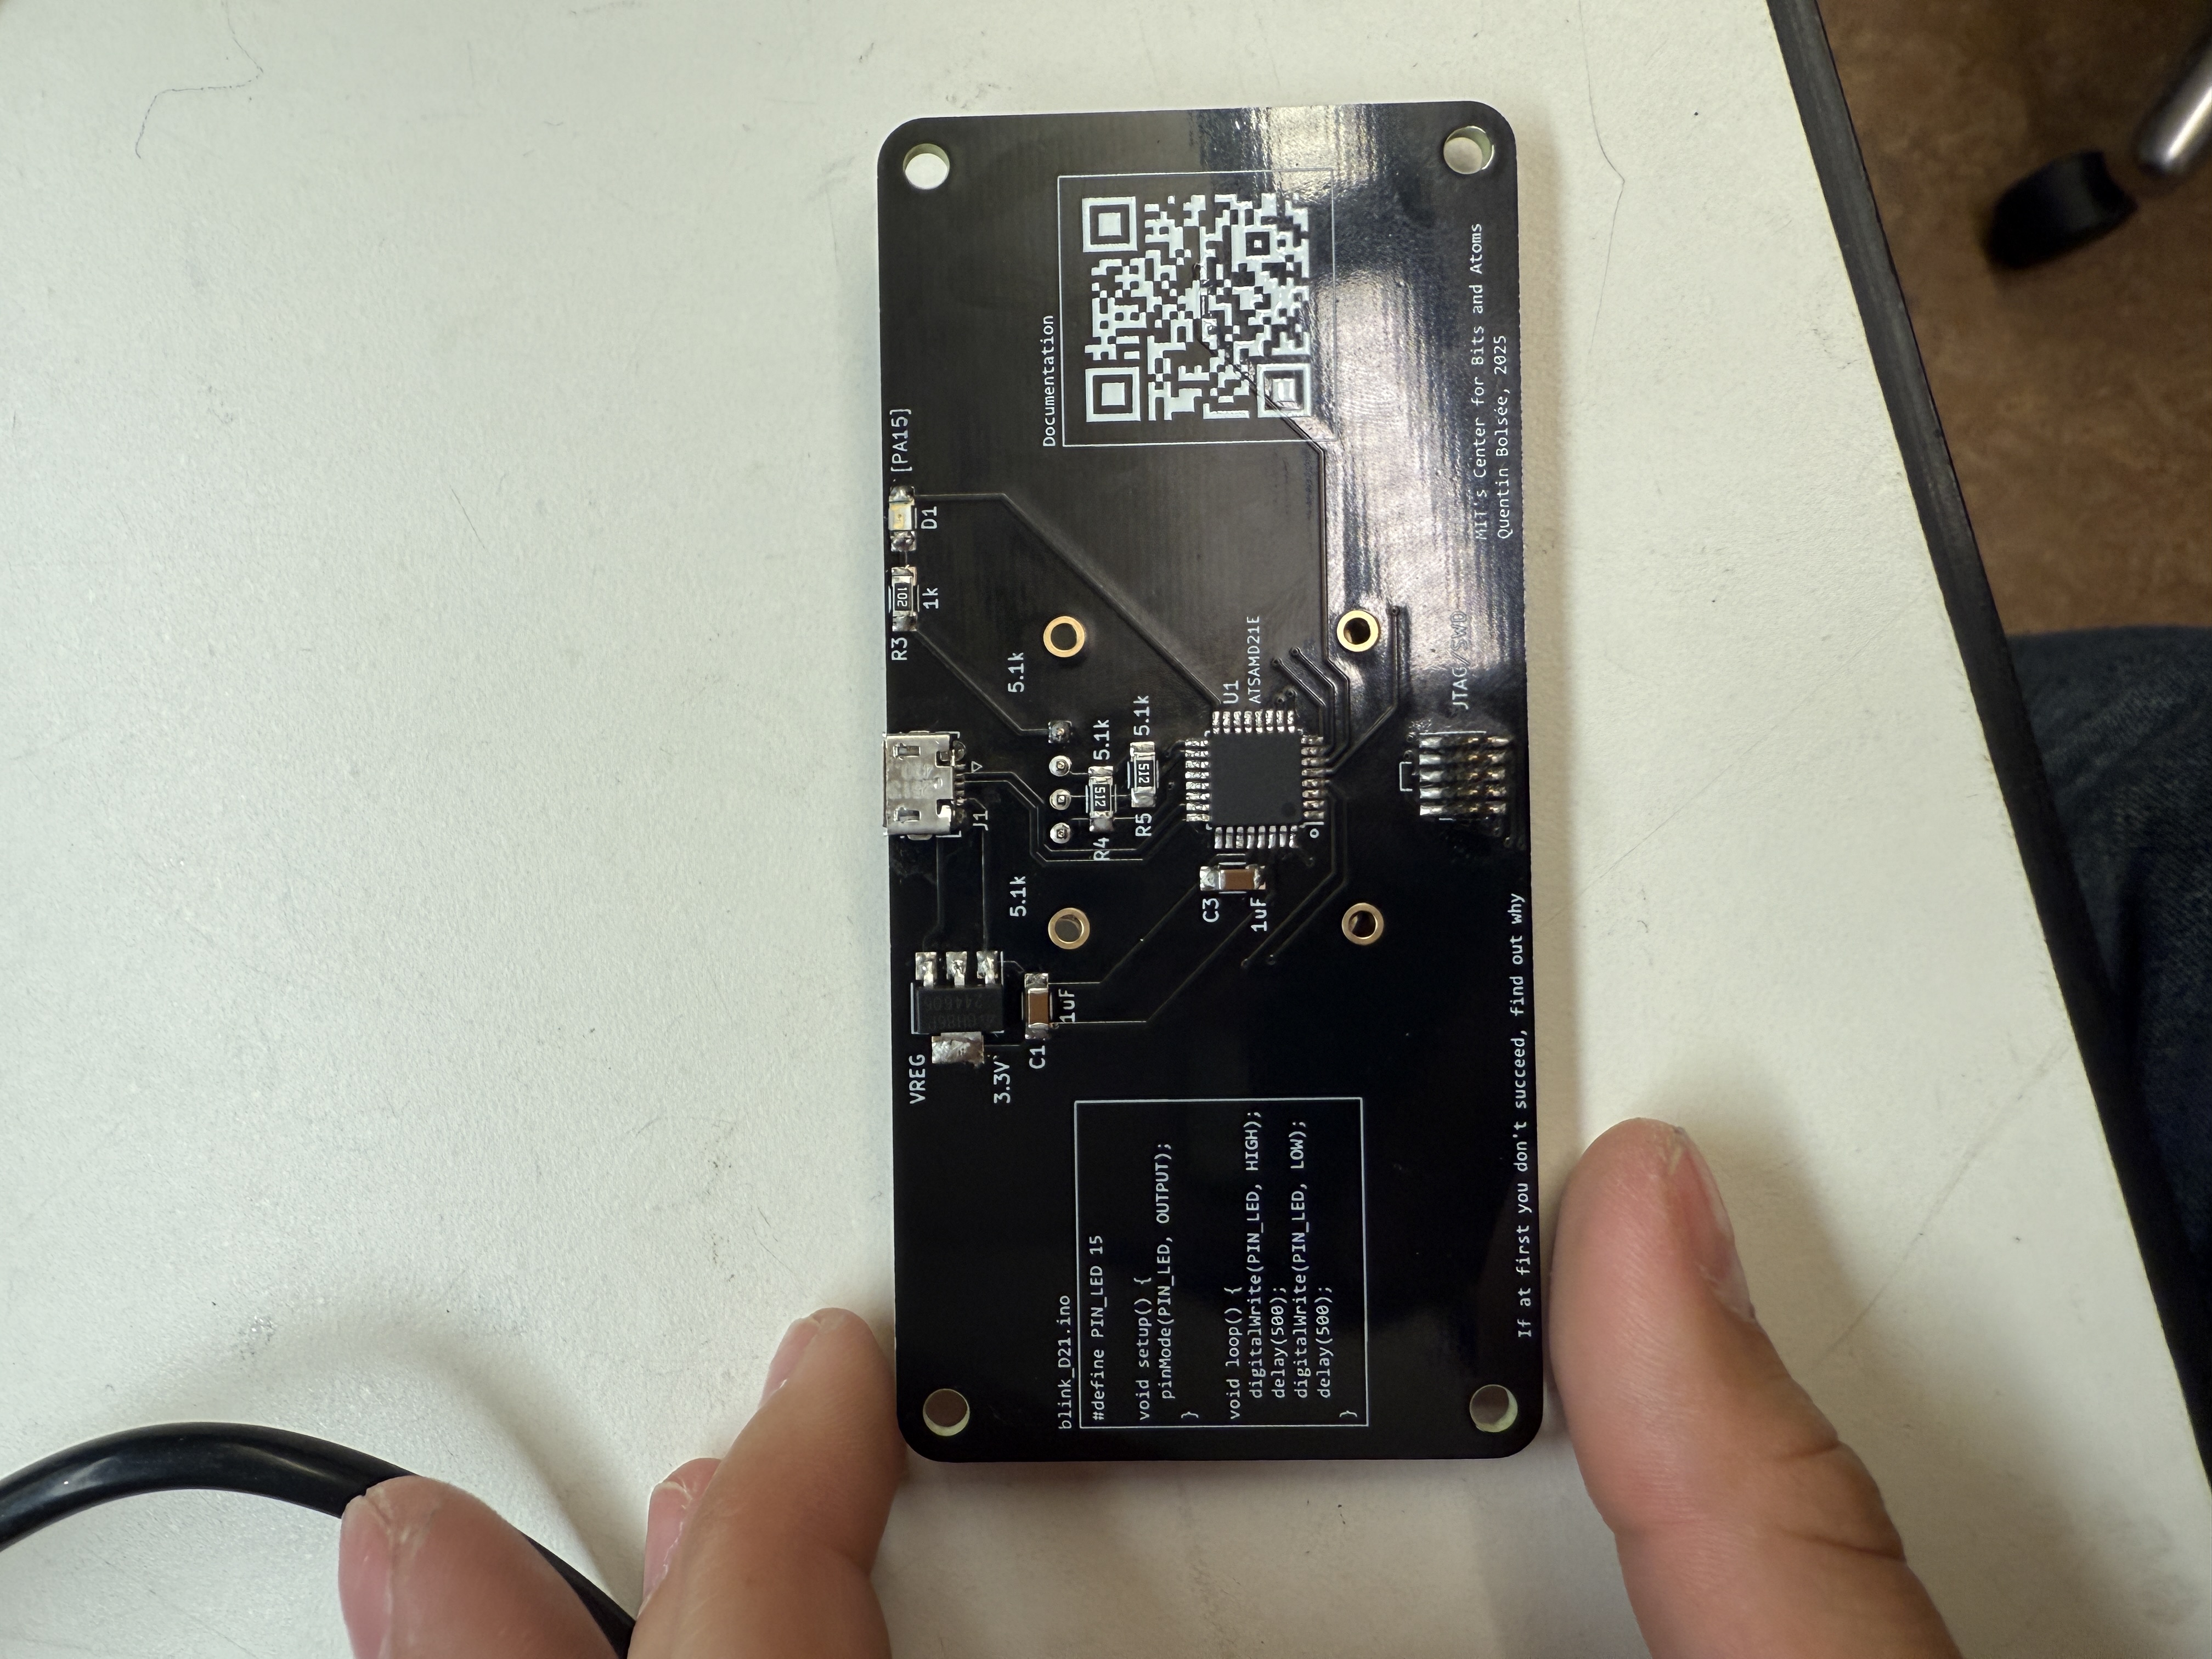 VREG
3.3V
C1
1uF
J1
R3
102
1k
D1
[PA15]
5.1k
5.1k
R4
512
5.1k
R5
512
5.1k
C3
1uF
U1
ATSAMD21E
blink_D21.ino
#define PIN_LED 15
void setup() {
pinMode(PIN_LED, OUTPUT);
}
void loop() {
digitalWrite(PIN_LED, HIGH);
delay(500);
digitalWrite(PIN_LED, LOW);
delay(500);
}
Documentation
JTAG/SWD
If at first you don't succeed, find out why
MIT's Center for Bits and Atoms
Quentin Bolsée, 2025